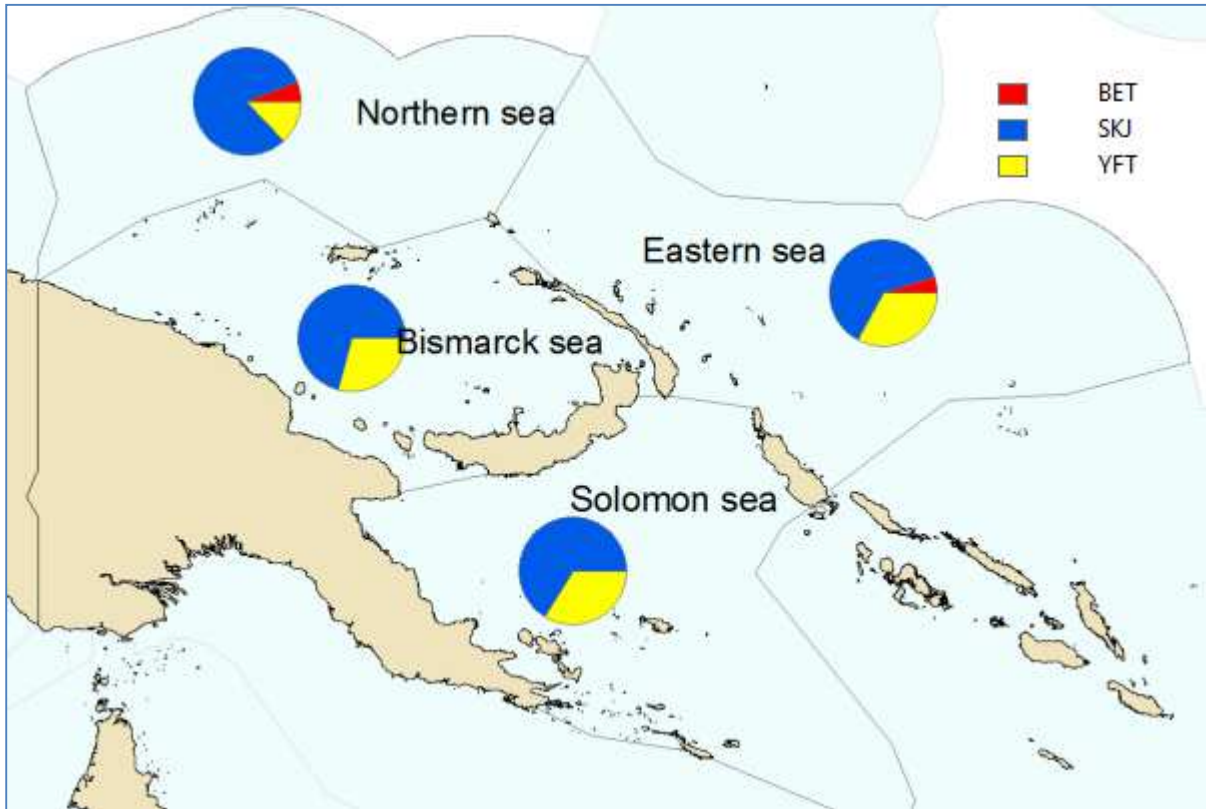 Northern sea
BET
SKJ
YFT
Eastern sea
Bismarck sea
Solomon sea